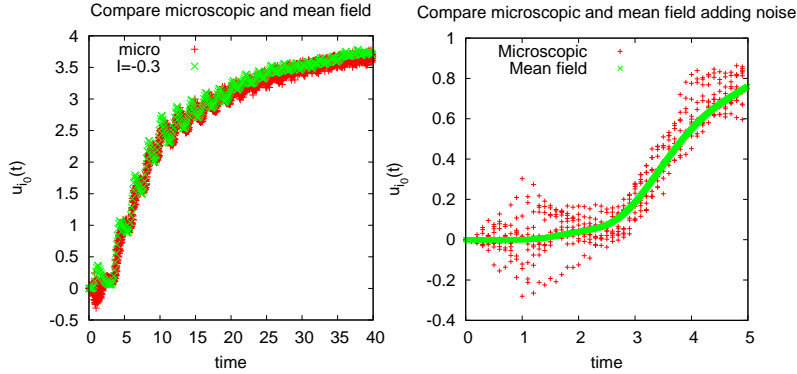 Compare microscopic and mean field
micro
I=-0.3
4
3.5
3
2.5
2
1.5
1
0.5
0
-0.5
0 5 10 15 20 25 30 35 40
u_{i_0}(t)
time
Compare microscopic and mean field adding noise
Microscopic
Mean field
1
0.8
0.6
0.4
0.2
0
-0.2
-0.4
0 1 2 3 4 5
u_{i_0}(t)
time